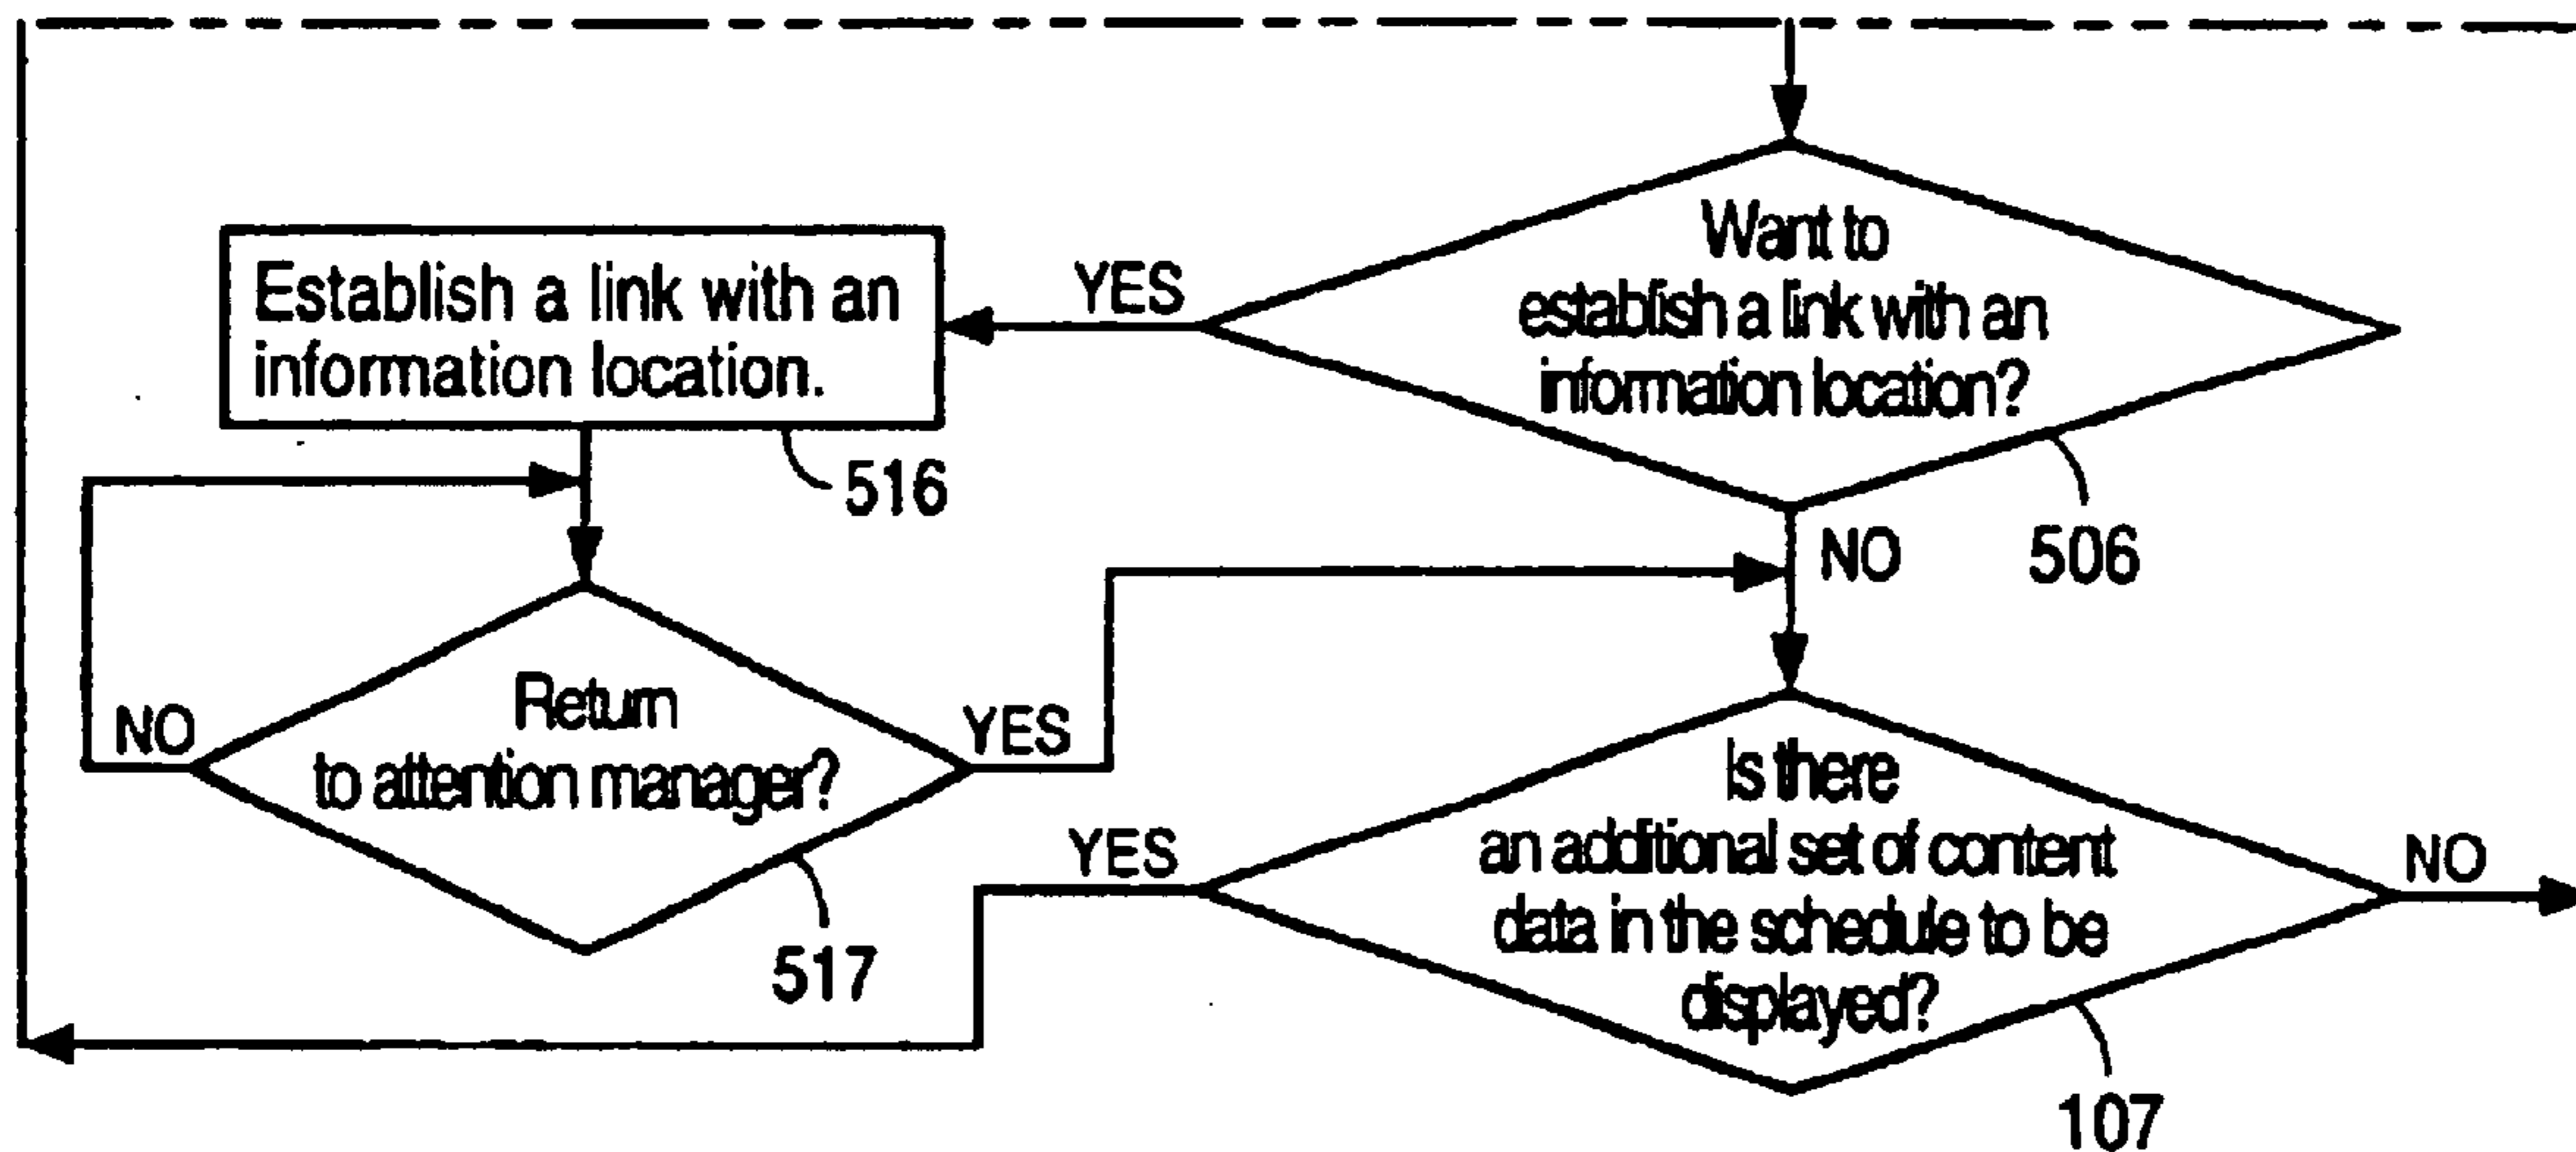 Want to
establish a link with an
information location?
506
YES
NO
Establish a link with an
information location.
516
Return
to attention manager?
517
NO
YES
Is there
an additional set of content
data in the schedule to be
displayed?
107
YES
NO